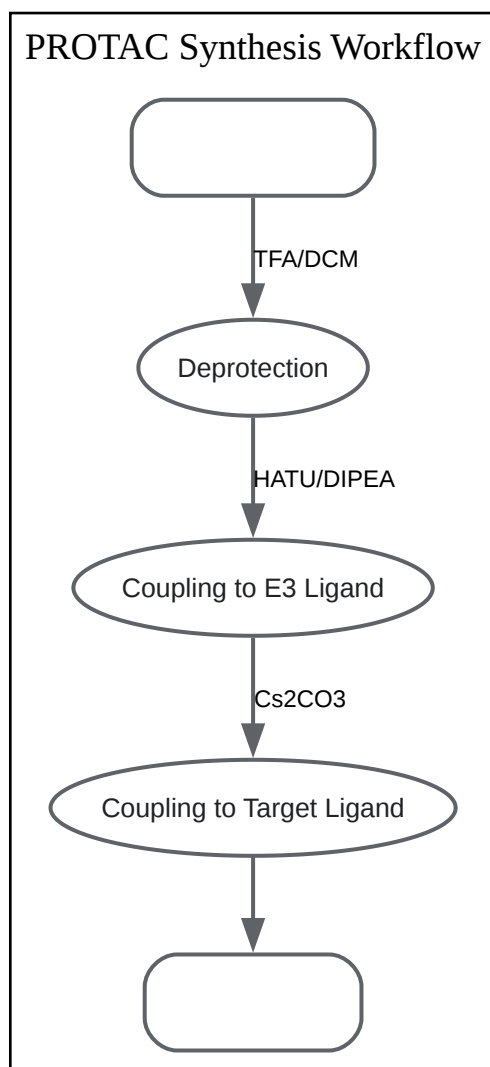 PROTAC Synthesis Workflow
TFA/DCM
Deprotection
HATU/DIPEA
Coupling to E3 Ligand
Cs2CO3
Coupling to Target Ligand